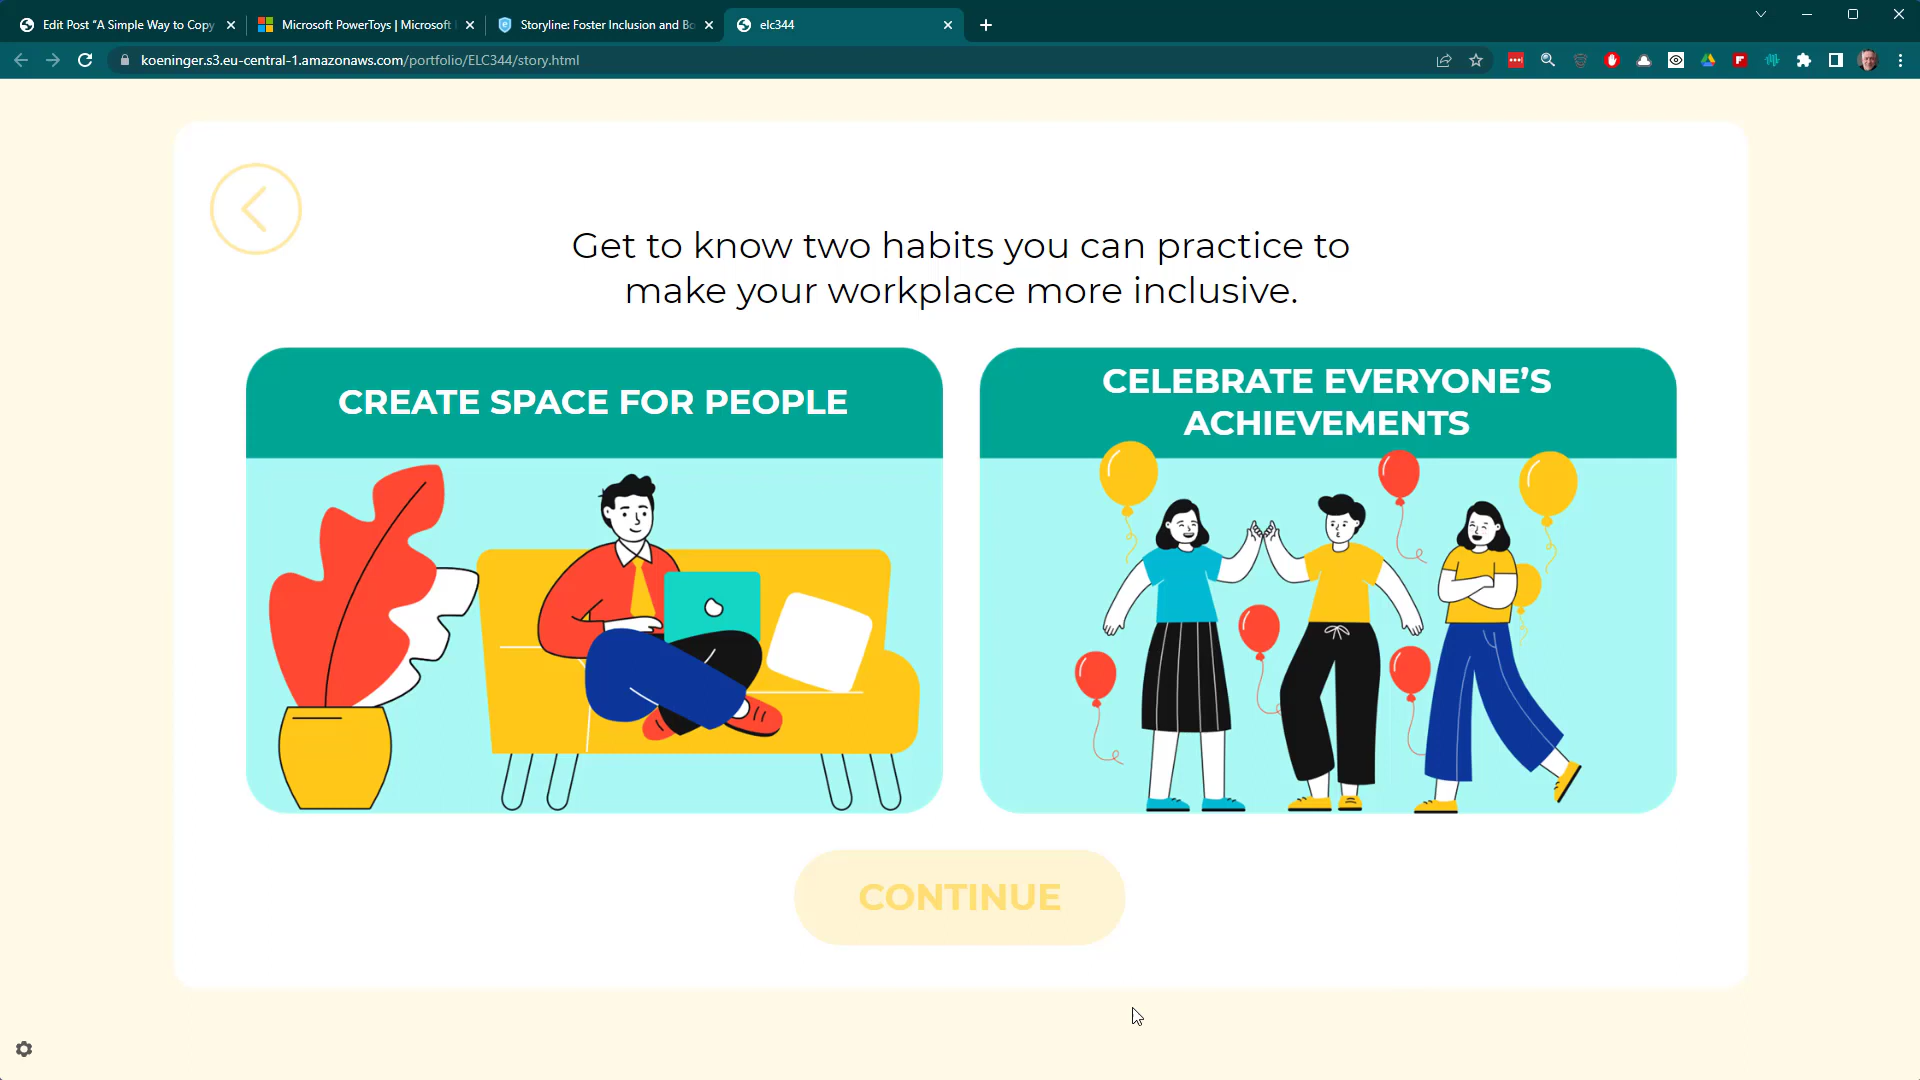 Edit Post "A Simple Way to Copy
Microsoft PowerToys | Microsoft
Storyline: Foster Inclusion and Bo
elc344
koeninger.s3.eu-central-1.amazonaws.com/portfolio/ELC344/story.html
Get to know two habits you can practice to
make your workplace more inclusive.
CREATE SPACE FOR PEOPLE
CELEBRATE EVERYONE’S
ACHIEVEMENTS
CONTINUE